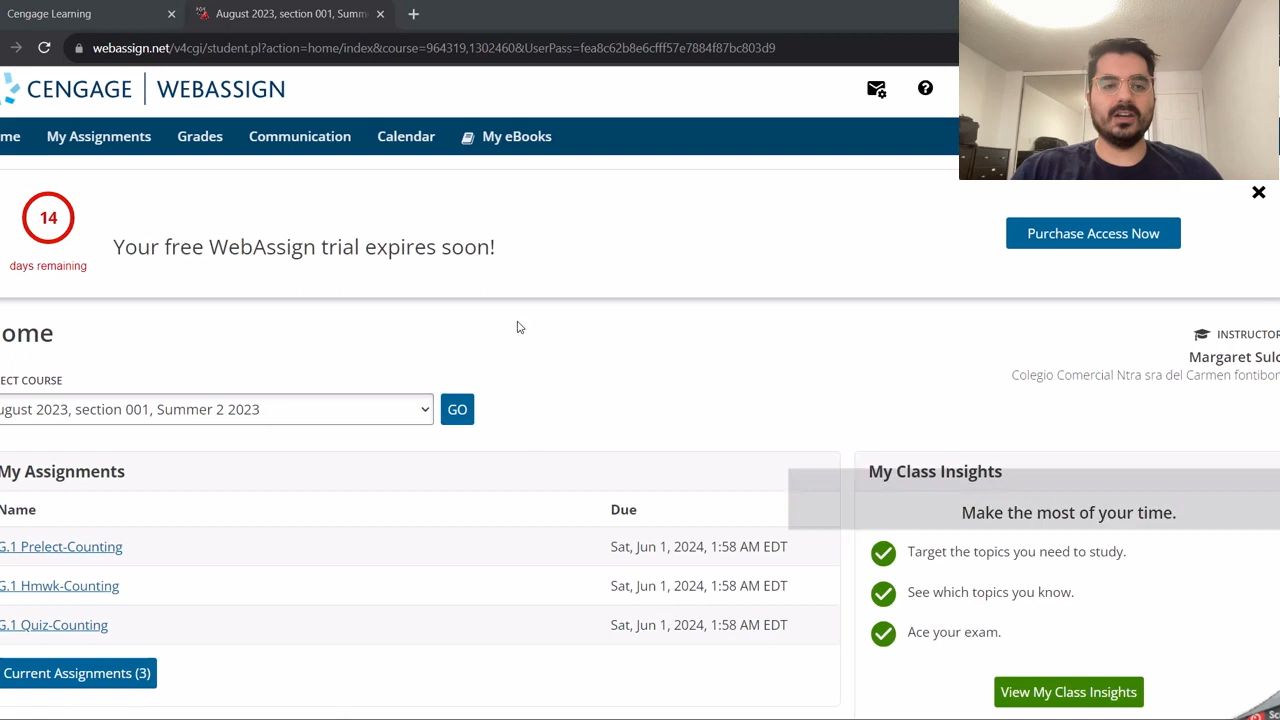 Cengage Learning
August 2023, section 001, Summ
webassign.net/v4cgi/student.pl?action=home/index&course=964319,1302460&UserPass=fea8c62b8e6cfff57e7884f87bc803d9
CENGAGE | WEBASSIGN
me My Assignments Grades Communication Calendar My eBooks
14
days remaining
Your free WebAssign trial expires soon!
Purchase Access Now
ome
INSTRUCTOR
Margaret Sulc
Colegio Comercial Ntra sra del Carmen fontibon
ECT COURSE
ugust 2023, section 001, Summer 2 2023
GO
My Assignments
Name Due
G.1 Prelect-Counting Sat, Jun 1, 2024, 1:58 AM EDT
G.1 Hmwk-Counting Sat, Jun 1, 2024, 1:58 AM EDT
G.1 Quiz-Counting Sat, Jun 1, 2024, 1:58 AM EDT
Current Assignments (3)
My Class Insights
Make the most of your time.
Target the topics you need to study.
See which topics you know.
Ace your exam.
View My Class Insights